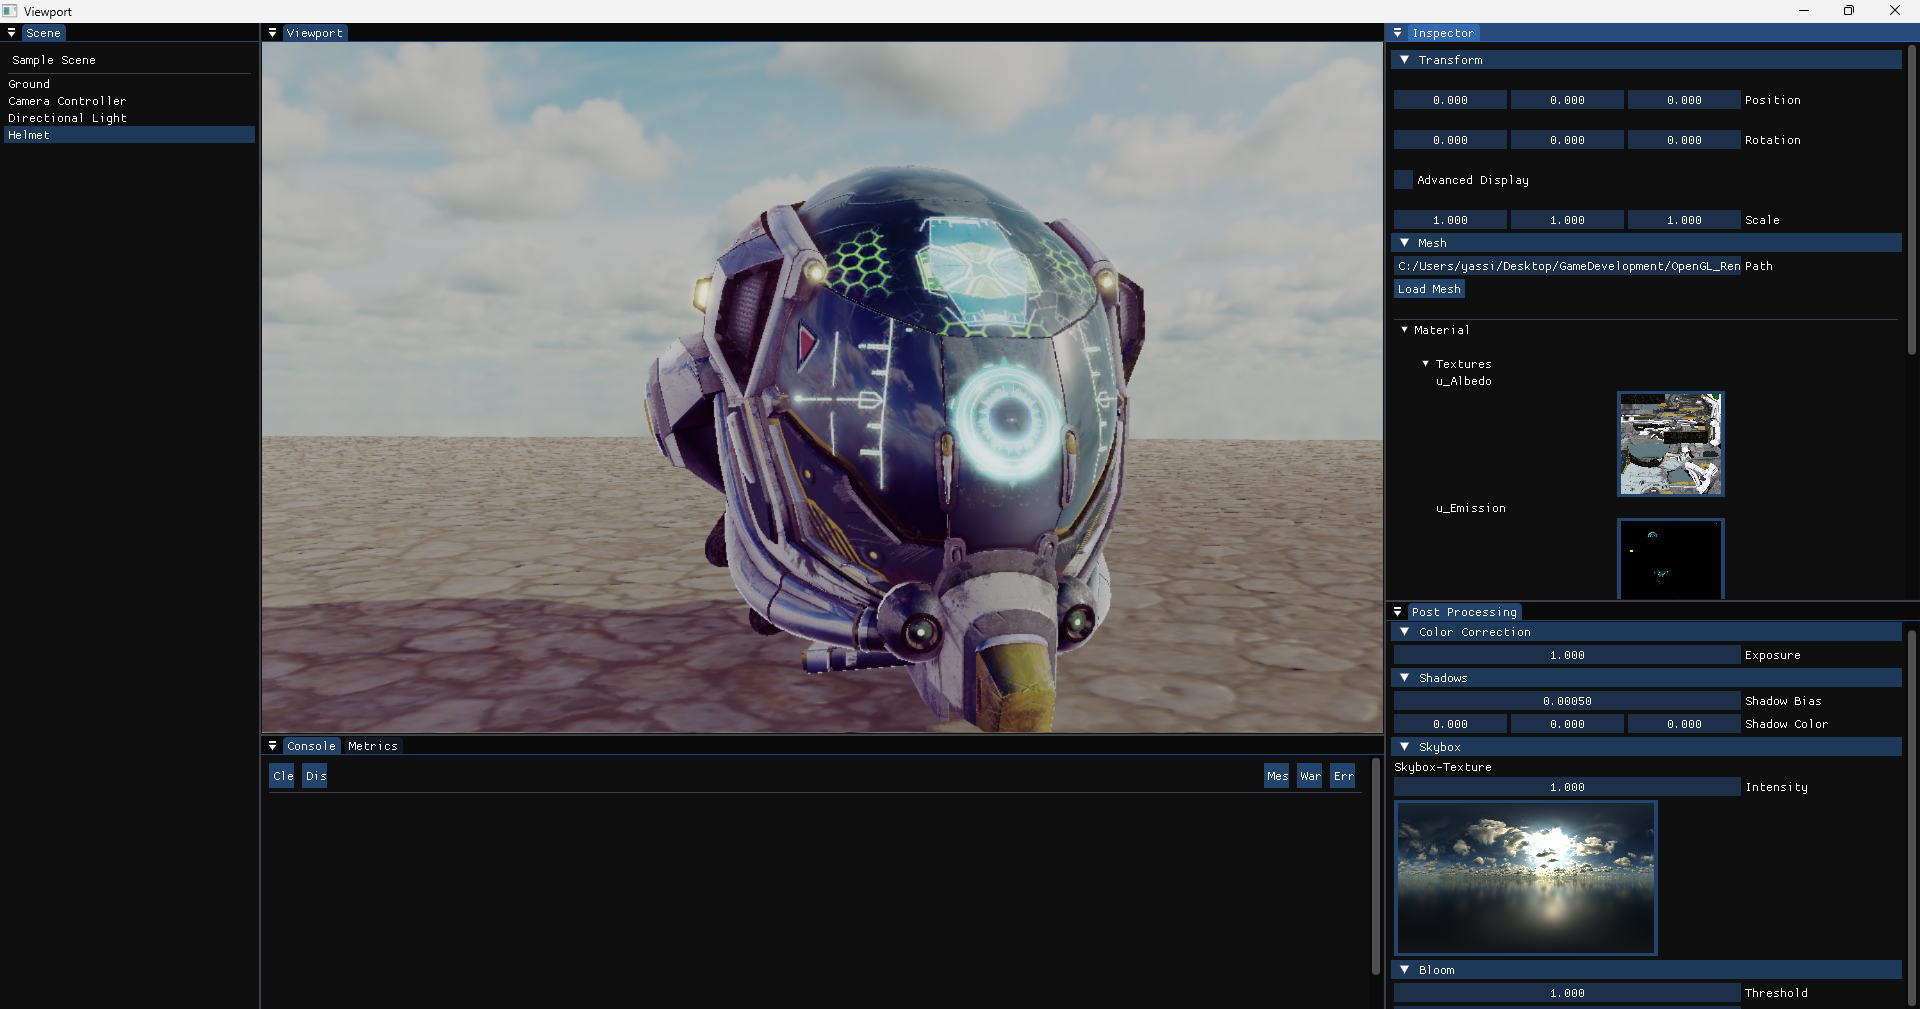 Viewport
Scene
Sample Scene
Ground
Camera Controller
Directional Light
Helmet
Viewport
Console Metrics
Cle Dis Mes War Err
Inspector
Transform
0.000 0.000 0.000 Position
0.000 0.000 0.000 Rotation
Advanced Display
1.000 1.000 1.000 Scale
Mesh
C:/Users/yassi/Desktop/GameDevelopment/OpenGL_Ren Path
Load Mesh
Material
Textures
u_Albedo
u_Emission
Post Processing
Color Correction
1.000 Exposure
Shadows
0.00050 Shadow Bias
0.000 0.000 0.000 Shadow Color
Skybox
Skybox-Texture
1.000 Intensity
Bloom
1.000 Threshold